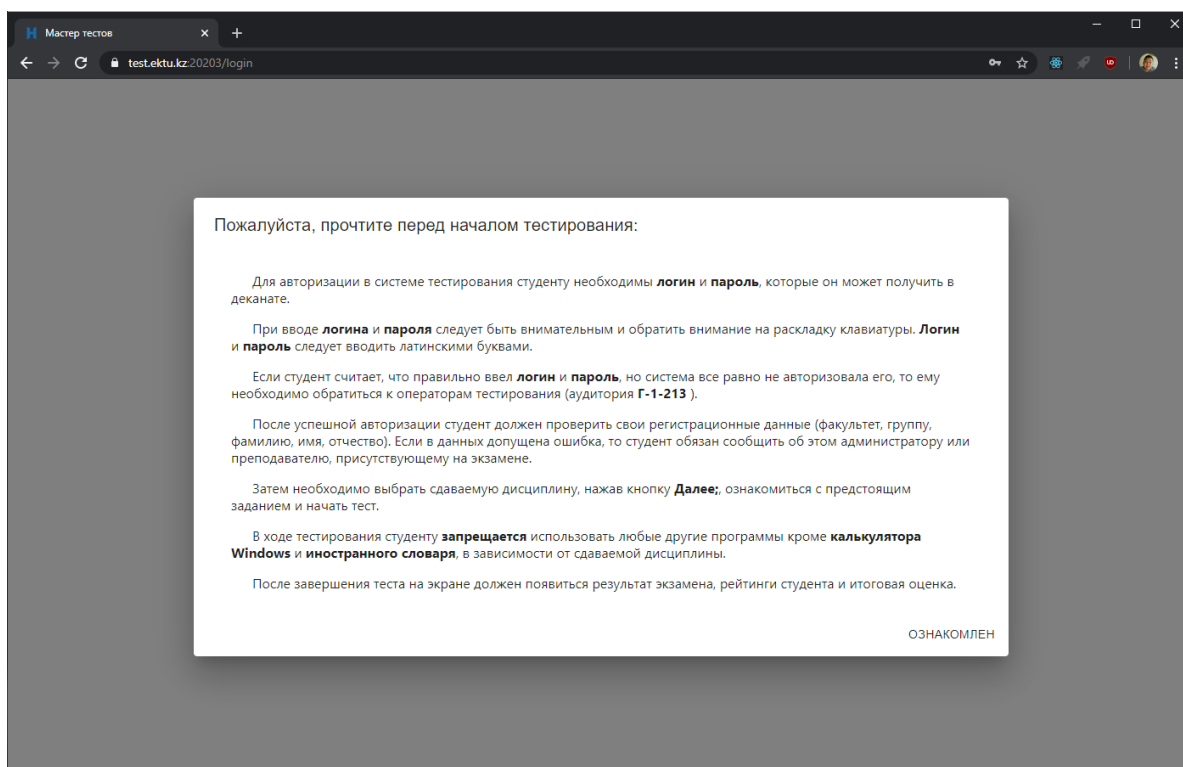 Мастер тестов
test.ektu.kz:20203/login
Пожалуйста, прочтите перед началом тестирования:
Для авторизации в системе тестирования студенту необходимы логин и пароль, которые он может получить в
деканате.
При вводе логина и пароля следует быть внимательным и обратить внимание на раскладку клавиатуры. Логин
и пароль следует вводить латинскими буквами.
Если студент считает, что правильно ввел логин и пароль, но система все равно не авторизовала его, то ему
необходимо обратиться к операторам тестирования (аудитория Г-1-213 ).
После успешной авторизации студент должен проверить свои регистрационные данные (факультет, группу,
фамилию, имя, отчество). Если в данных допущена ошибка, то студент обязан сообщить об этом администратору или
преподавателю, присутствующему на экзамене.
Затем необходимо выбрать сдаваемую дисциплину, нажав кнопку Далее;, ознакомиться с предстоящим
заданием и начать тест.
В ходе тестирования студенту запрещается использовать любые другие программы кроме калькулятора
Windows и иностранного словаря, в зависимости от сдаваемой дисциплины.
После завершения теста на экране должен появиться результат экзамена, рейтинги студента и итоговая оценка.
ОЗНАКОМЛЕН